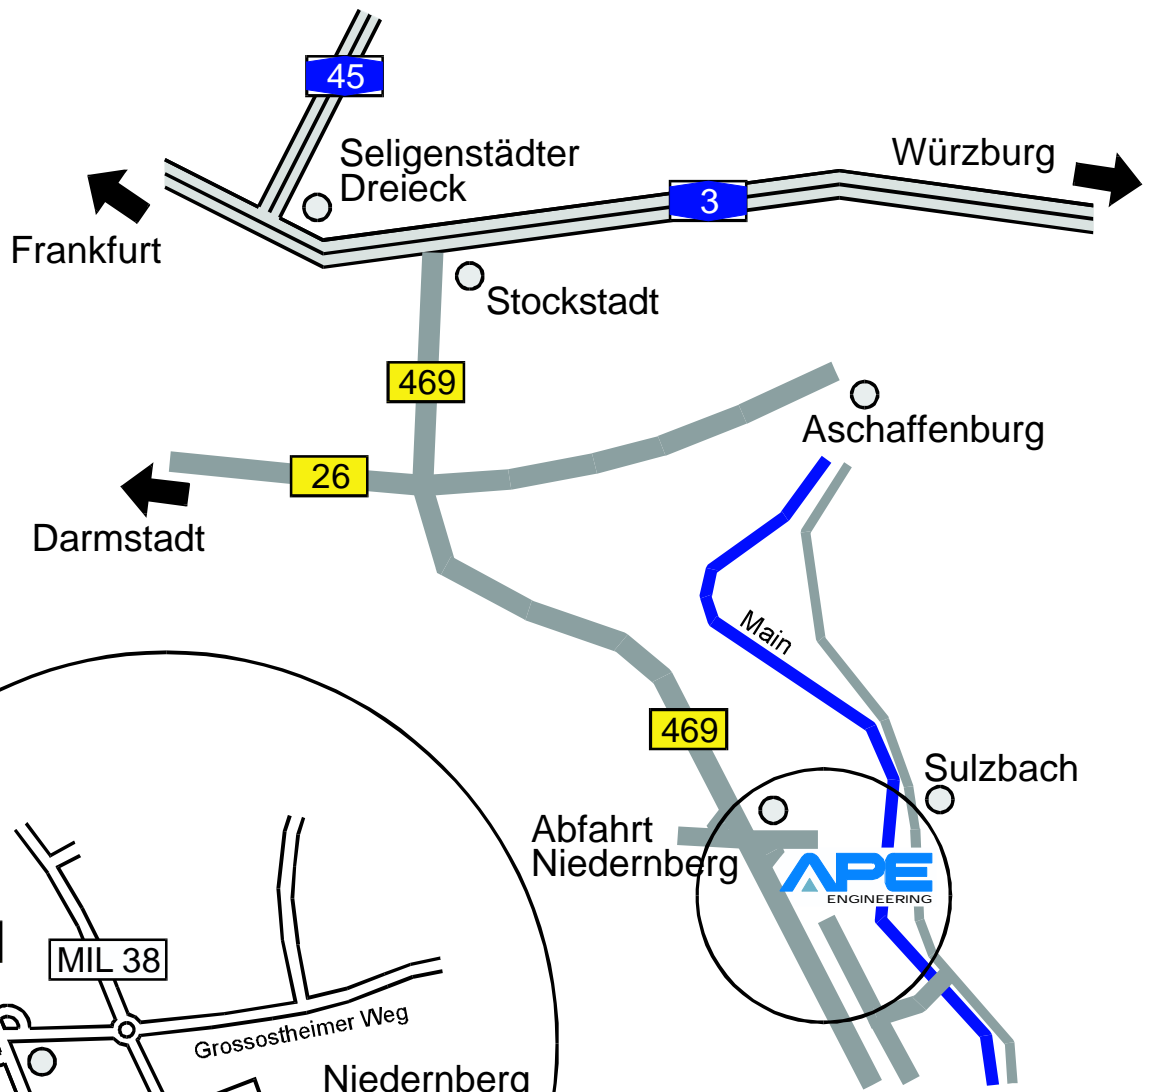 45
Seligenstädter
Dreieck
Würzburg
3
Frankfurt
Stockstadt
469
Aschaffenburg
26
Darmstadt
Main
469
Sulzbach
Abfahrt
Niedernberg
APE
ENGINEERING
MIL 38
Grossostheimer Weg
Niedernberg